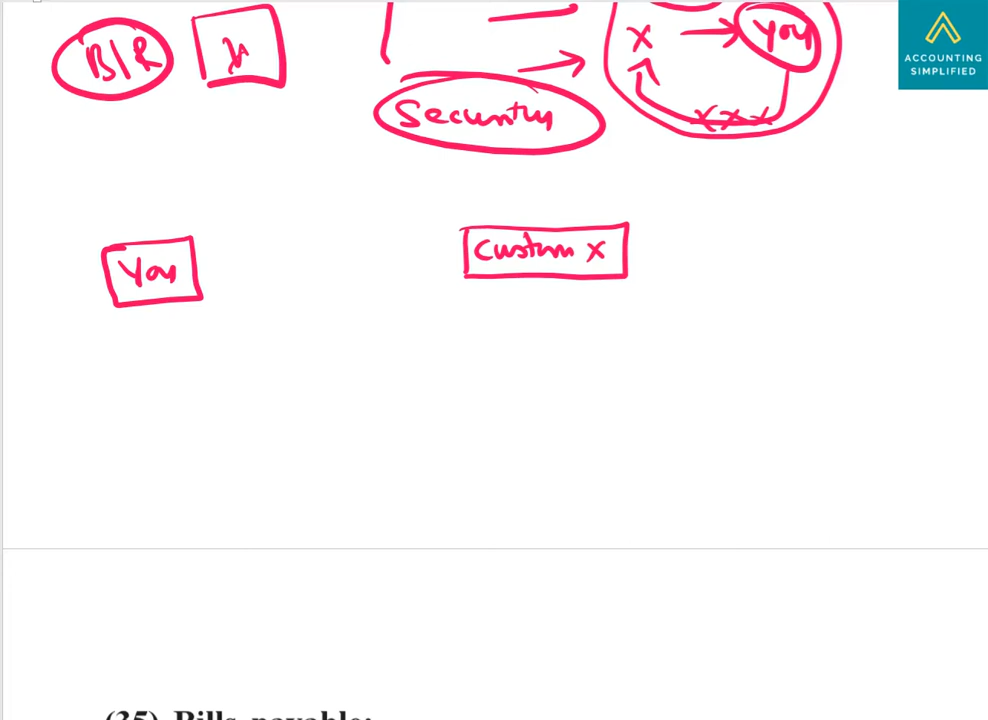 B/R
X → You
Security
xxx
You
Custom X
ACCOUNTING
SIMPLIFIED
(35) Bills payable: